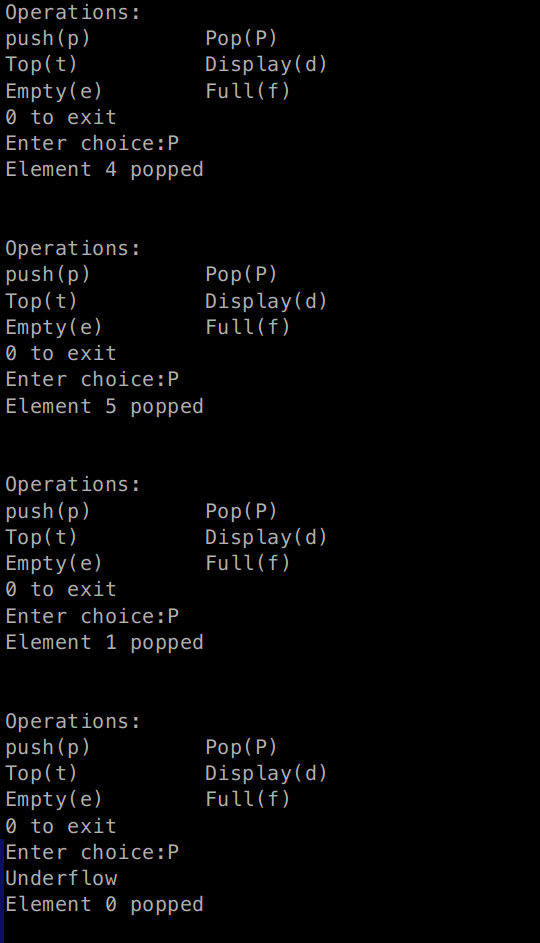 Operations:
push(p) Pop(P)
Top(t) Display(d)
Empty(e) Full(f)
0 to exit
Enter choice:P
Element 4 popped
Operations:
push(p) Pop(P)
Top(t) Display(d)
Empty(e) Full(f)
0 to exit
Enter choice:P
Element 5 popped
Operations:
push(p) Pop(P)
Top(t) Display(d)
Empty(e) Full(f)
0 to exit
Enter choice:P
Element 1 popped
Operations:
push(p) Pop(P)
Top(t) Display(d)
Empty(e) Full(f)
0 to exit
Enter choice:P
Underflow
Element 0 popped